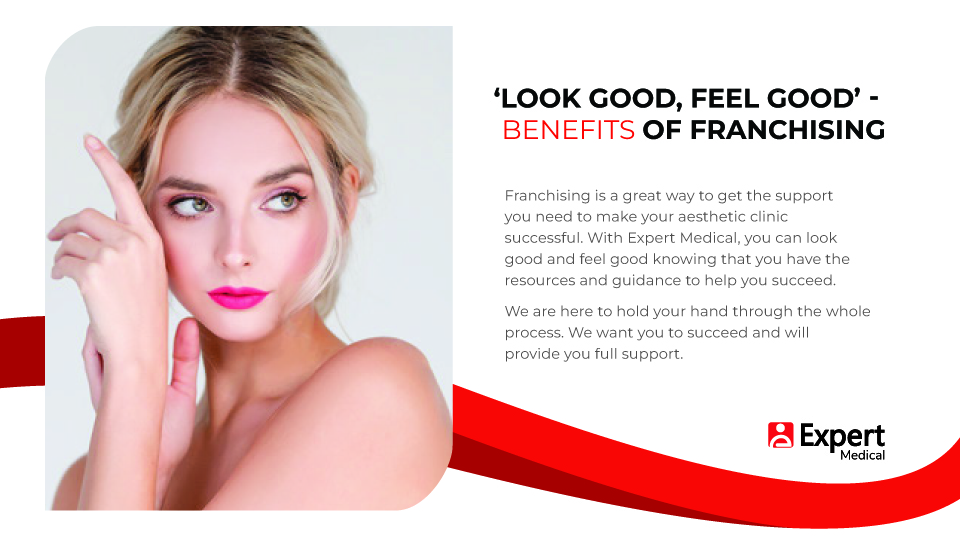 ‘LOOK GOOD, FEEL GOOD’ -
BENEFITS OF FRANCHISING
Franchising is a great way to get the support
you need to make your aesthetic clinic
successful. With Expert Medical, you can look
good and feel good knowing that you have the
resources and guidance to help you succeed.
We are here to hold your hand through the whole
process. We want you to succeed and will
provide you full support.
Expert
Medical